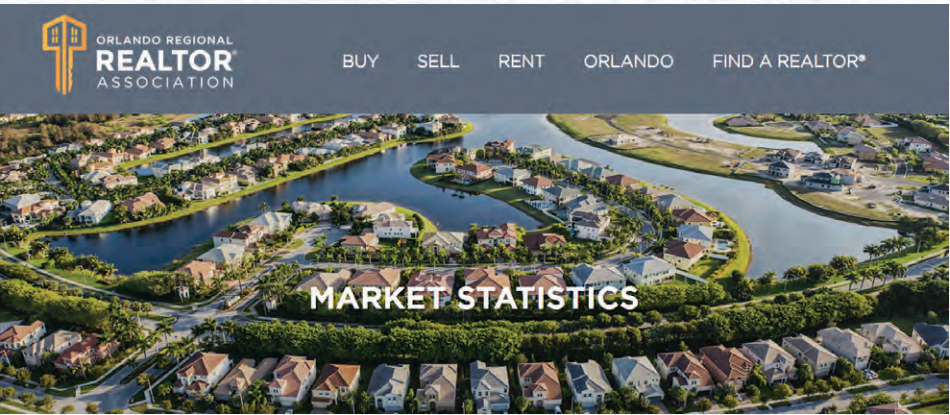 ORLANDO REGIONAL
REALTOR®
ASSOCIATION
BUY SELL RENT ORLANDO FIND A REALTOR®
MARKET STATISTICS